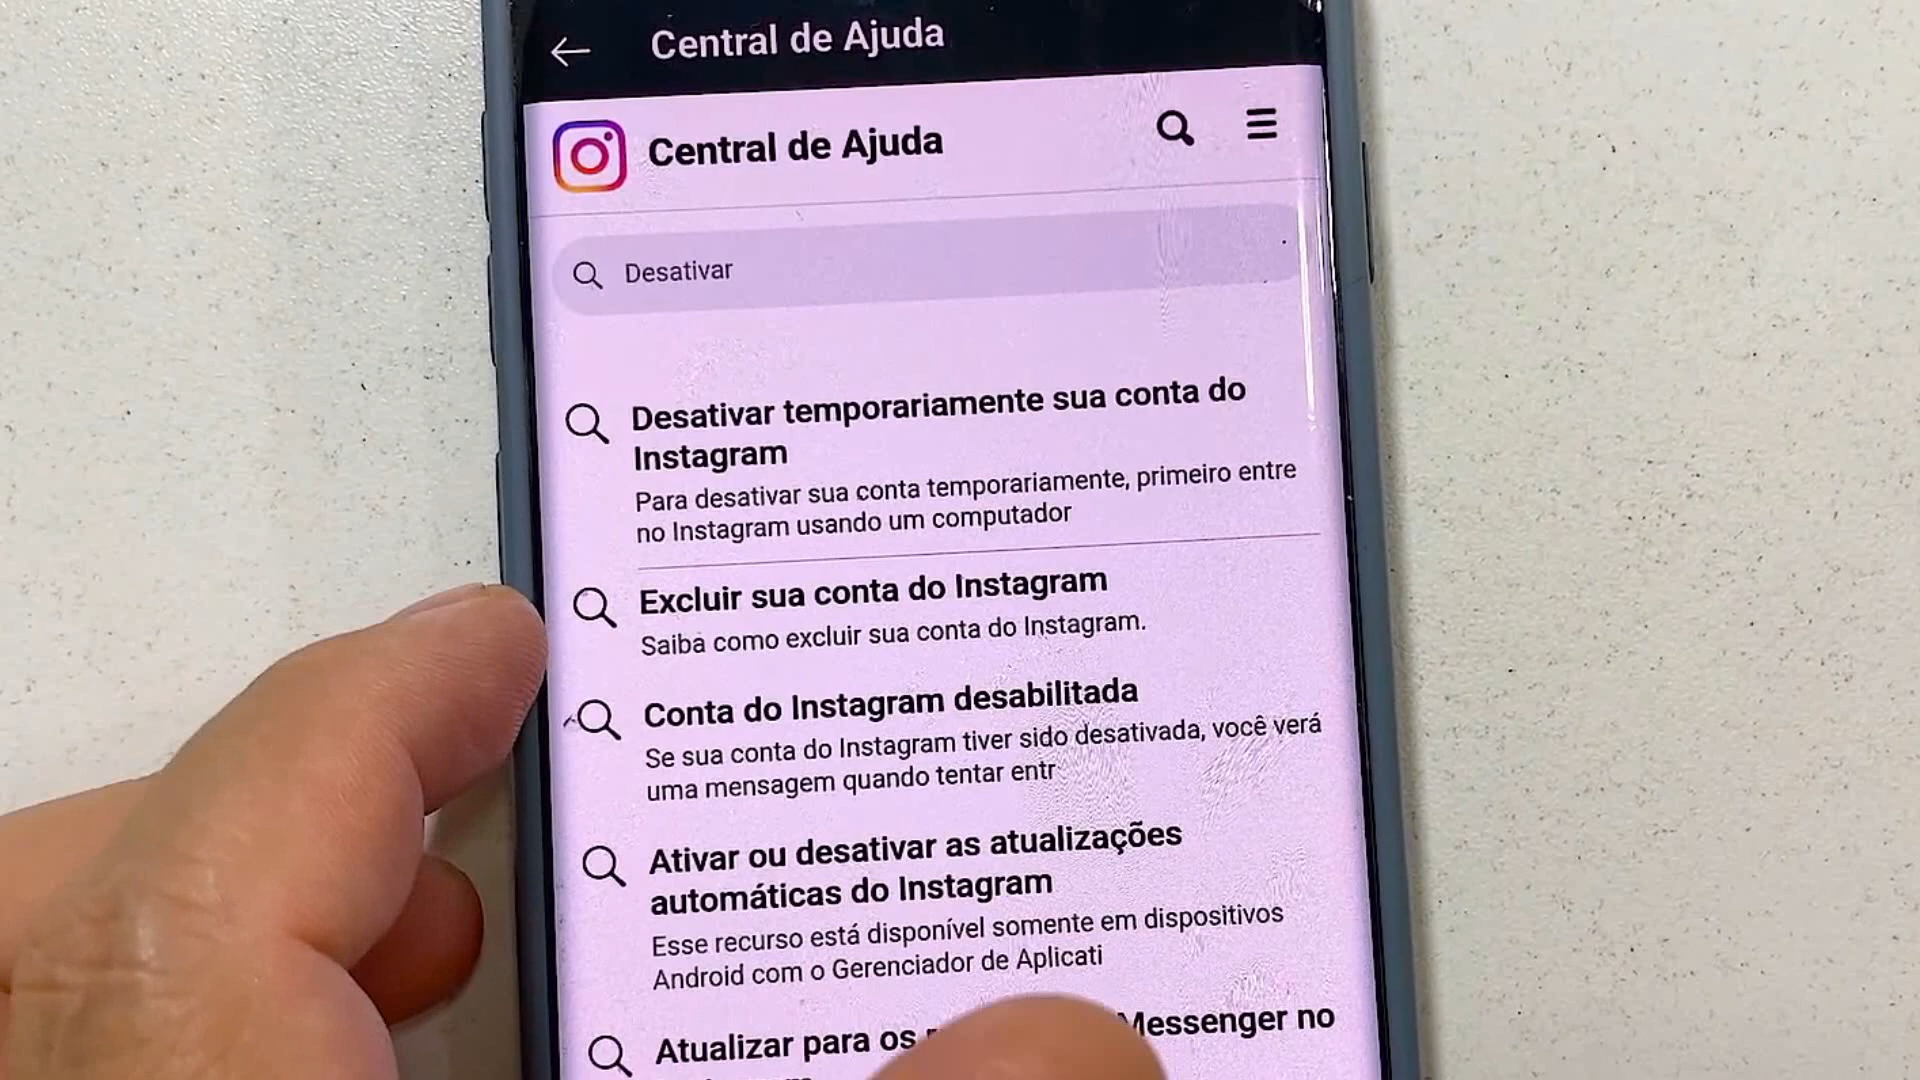 Central de Ajuda
Central de Ajuda
Desativar
Desativar temporariamente sua conta do
Instagram
Para desativar sua conta temporariamente, primeiro entre
no Instagram usando um computador
Excluir sua conta do Instagram
Saiba como excluir sua conta do Instagram.
Conta do Instagram desabilitada
Se sua conta do Instagram tiver sido desativada, você verá
uma mensagem quando tentar entr
Ativar ou desativar as atualizações
automáticas do Instagram
Esse recurso está disponível somente em dispositivos
Android com o Gerenciador de Aplicati
Atualizar para os Messenger no